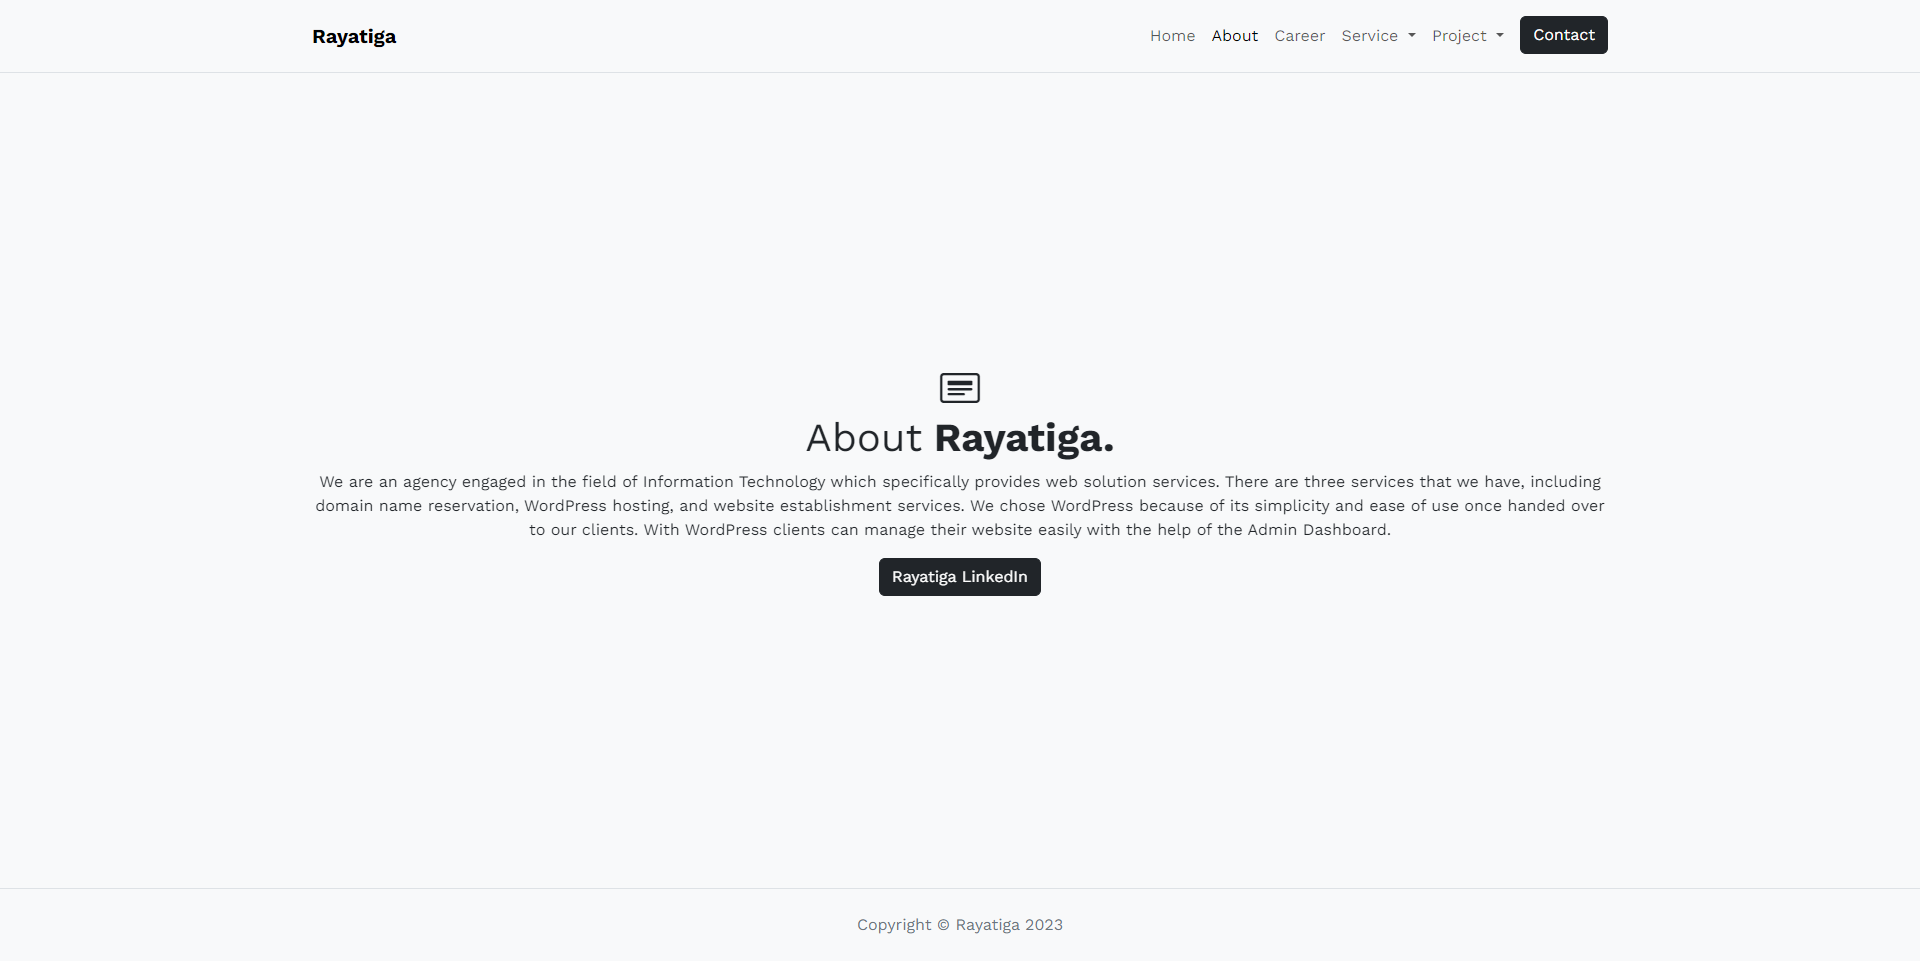 Rayatiga
Home About Career Service Project Contact
About Rayatiga.
We are an agency engaged in the field of Information Technology which specifically provides web solution services. There are three services that we have, including
domain name reservation, WordPress hosting, and website establishment services. We chose WordPress because of its simplicity and ease of use once handed over
to our clients. With WordPress clients can manage their website easily with the help of the Admin Dashboard.
Rayatiga LinkedIn
Copyright © Rayatiga 2023